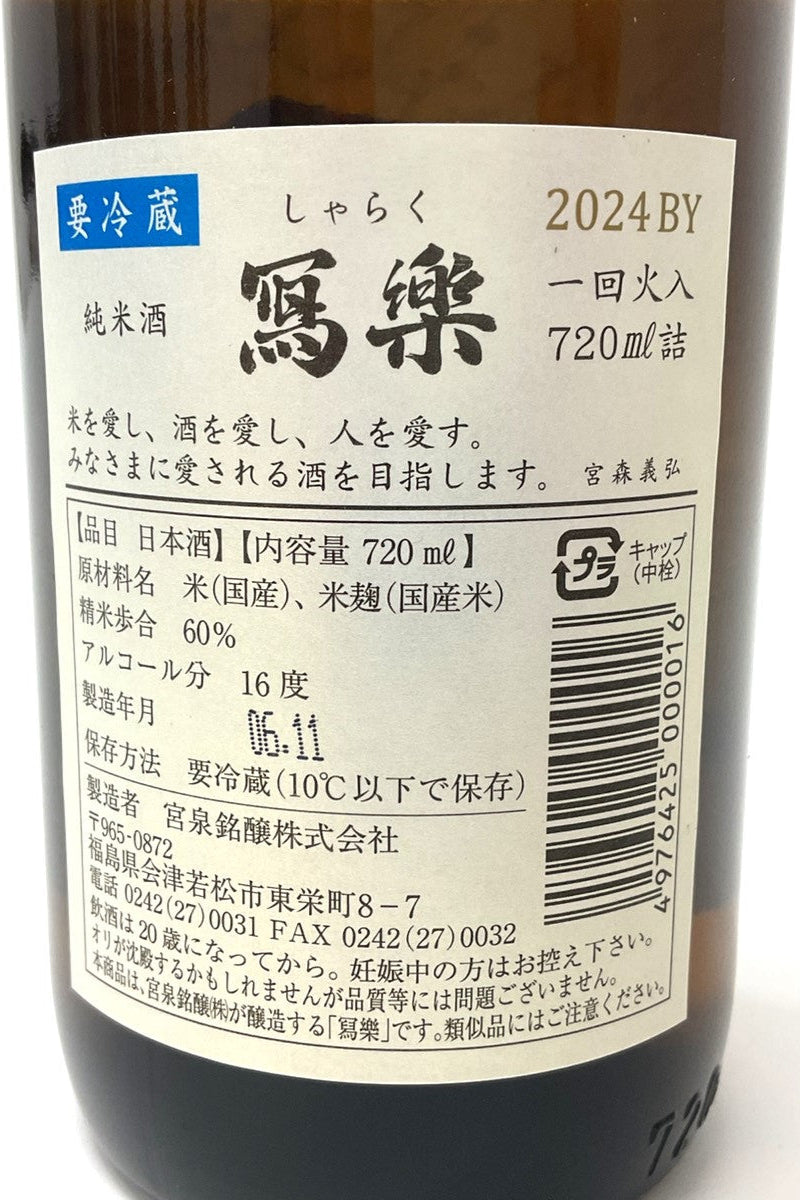 要冷蔵
しゃらく
2024BY
純米酒
寫樂
一回火入
720㎖詰
米を愛し、酒を愛し、人を愛す。
みなさまに愛される酒を目指します。 宮森義弘
【品目 日本酒】【内容量 720㎖】
原材料名 米(国産)、米麹(国産米)
精米歩合 60%
アルコール分 16度
製造年月 06.11
保存方法 要冷蔵(10℃以下で保存)
プラ
キャップ
(中栓)
4976425000016
製造者 宮泉銘醸株式会社
〒965-0872
福島県会津若松市東栄町8-7
電話 0242(27)0031 FAX 0242(27)0032
飲酒は20歳になってから。妊娠中の方はお控え下さい。
オリが沈殿するかもしれませんが品質等には問題ございません。
本商品は、宮泉銘醸㈱が醸造する「冩樂」です。類似品にはご注意ください。
720